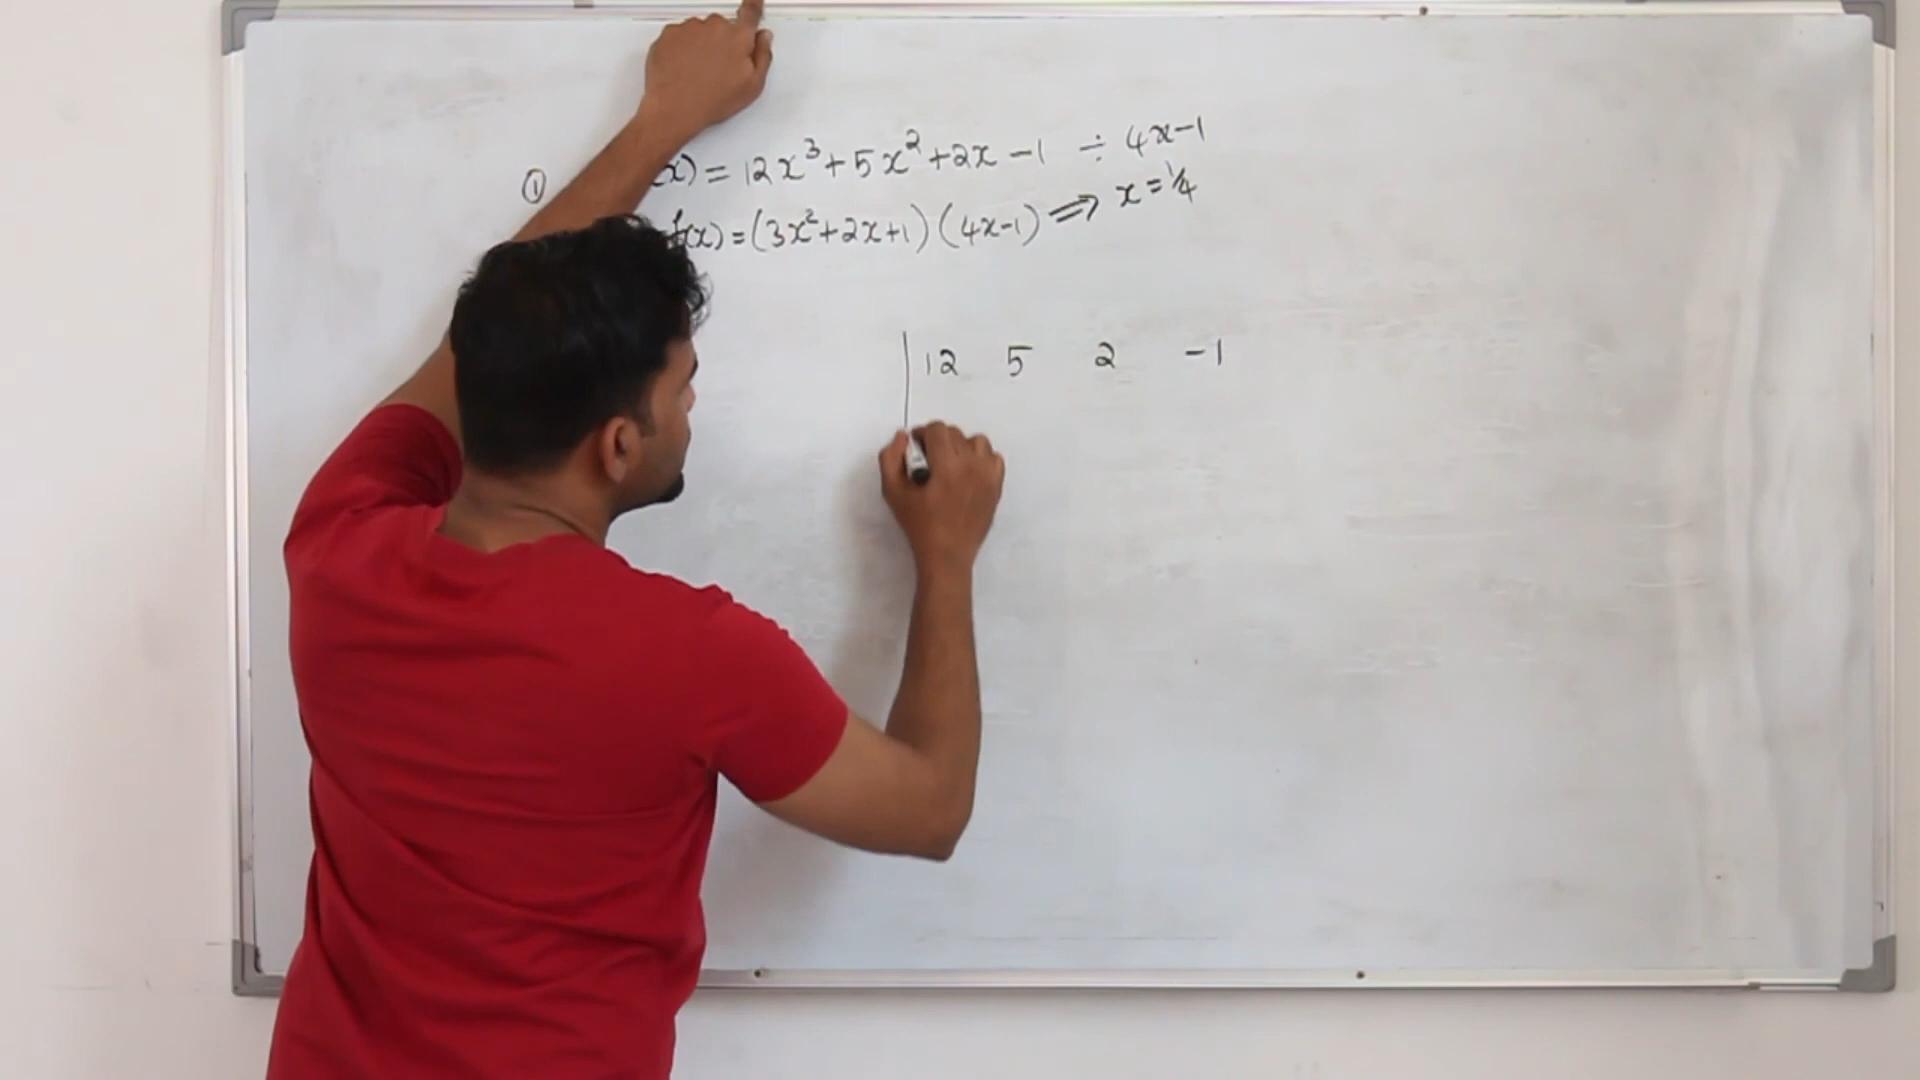 ① x) = 12x³ + 5x² + 2x - 1 ÷ 4x-1
f(x) = (3x²+2x+1) (4x-1) ⟹ x = 1/4
12 5 2 -1